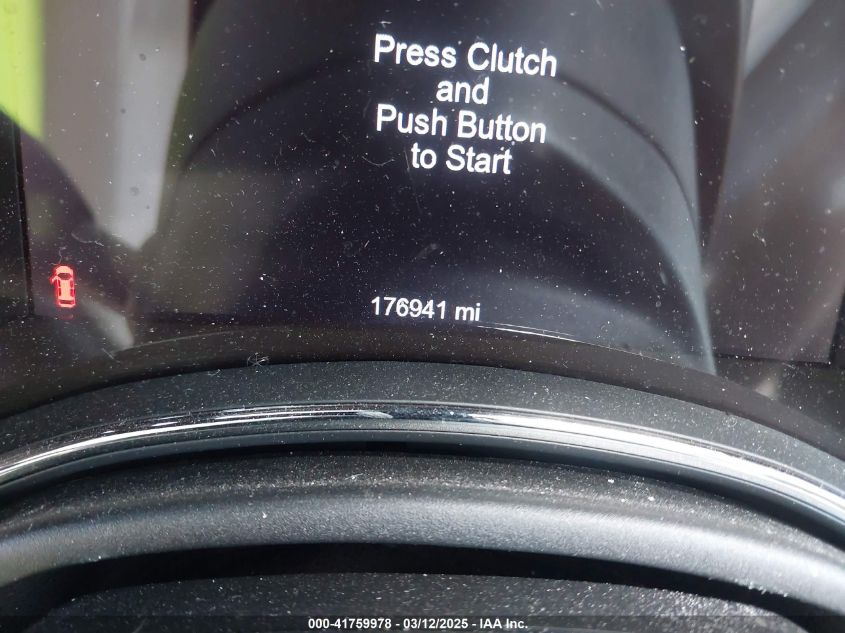 Press Clutch
and
Push Button
to Start
176941 mi
000-41759978 - 03/12/2025 - IAA Inc.